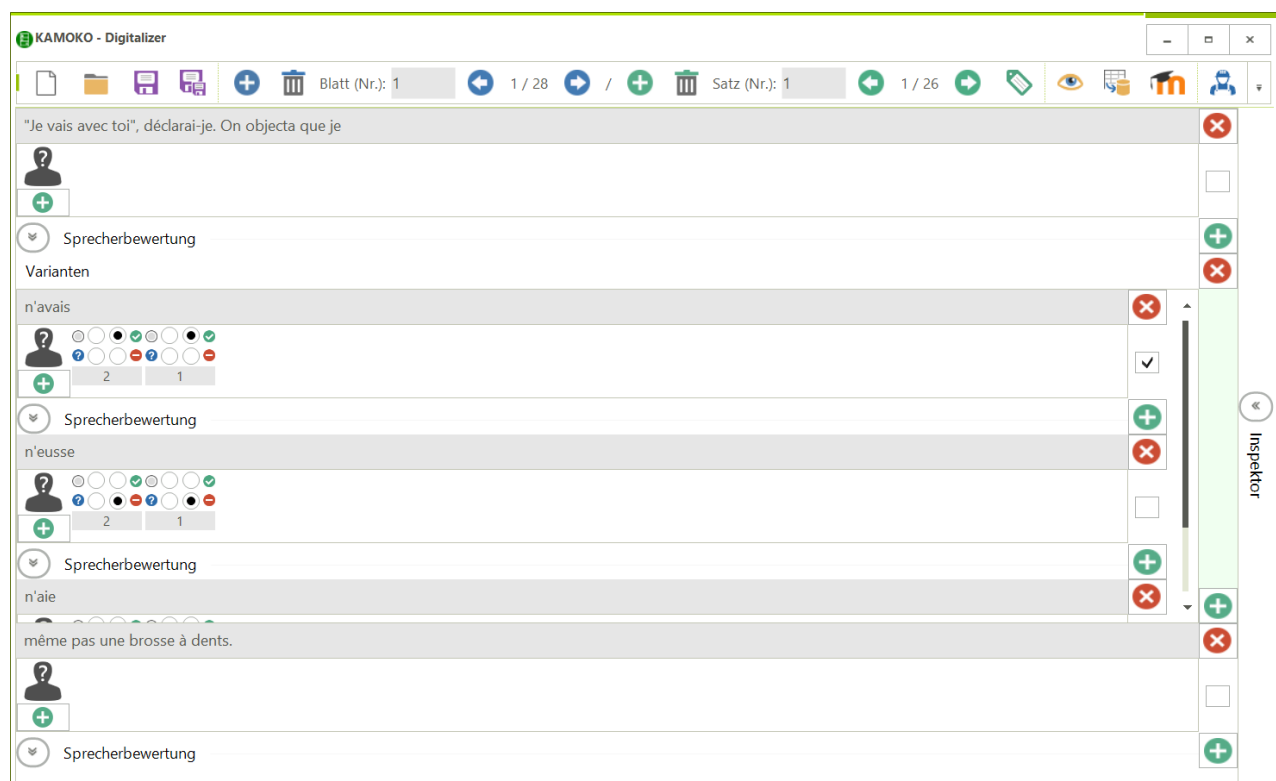 KAMOKO - Digitalizer
Blatt (Nr.): 1 1 / 28 / Satz (Nr.): 1 1 / 26
"Je vais avec toi", déclarai-je. On objecta que je
Sprecherbewertung
Varianten
n'avais
2 1
Sprecherbewertung
n'eusse
2 1
Sprecherbewertung
n'aie
même pas une brosse à dents.
Sprecherbewertung
Inspektor